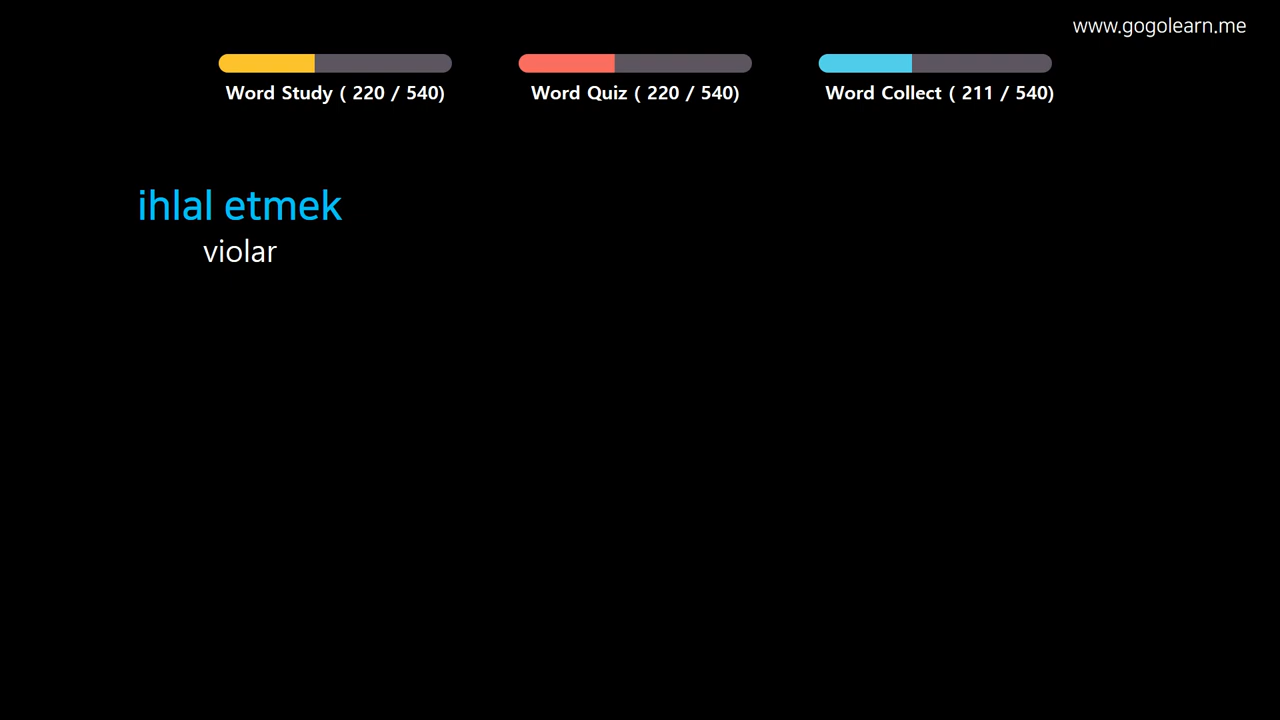 www.gogolearn.me
Word Study ( 220 / 540)
Word Quiz ( 220 / 540)
Word Collect ( 211 / 540)
ihlal etmek
violar